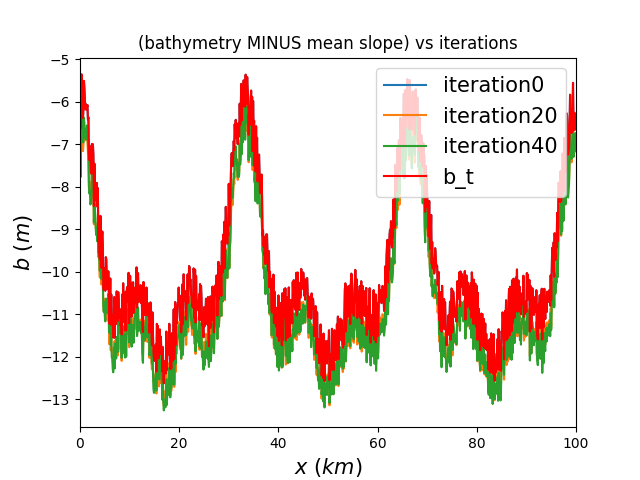 (bathymetry MINUS mean slope) vs iterations
−5
−6
−7
−8
−9
−10
−11
−12
−13
b (m)
0
20
40
60
80
100
x (km)
iteration0
iteration20
iteration40
b_t